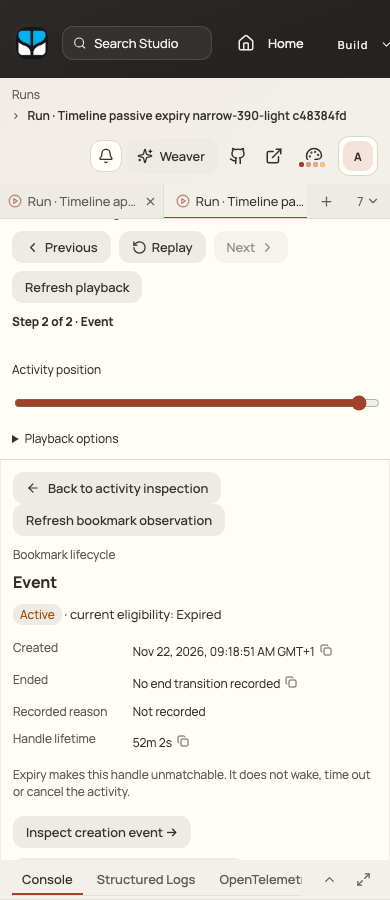 Search Studio
Home
Build
Runs
Run · Timeline passive expiry narrow-390-light c48384fd
Weaver
A
Run · Timeline ap...
Run · Timeline pa...
7
Previous
Replay
Next
Refresh playback
Step 2 of 2 · Event
Activity position
Playback options
Back to activity inspection
Refresh bookmark observation
Bookmark lifecycle
Event
Active · current eligibility: Expired
Created Nov 22, 2026, 09:18:51 AM GMT+1
Ended No end transition recorded
Recorded reason Not recorded
Handle lifetime 52m 2s
Expiry makes this handle unmatchable. It does not wake, time out
or cancel the activity.
Inspect creation event →
Console
Structured Logs
OpenTelemet